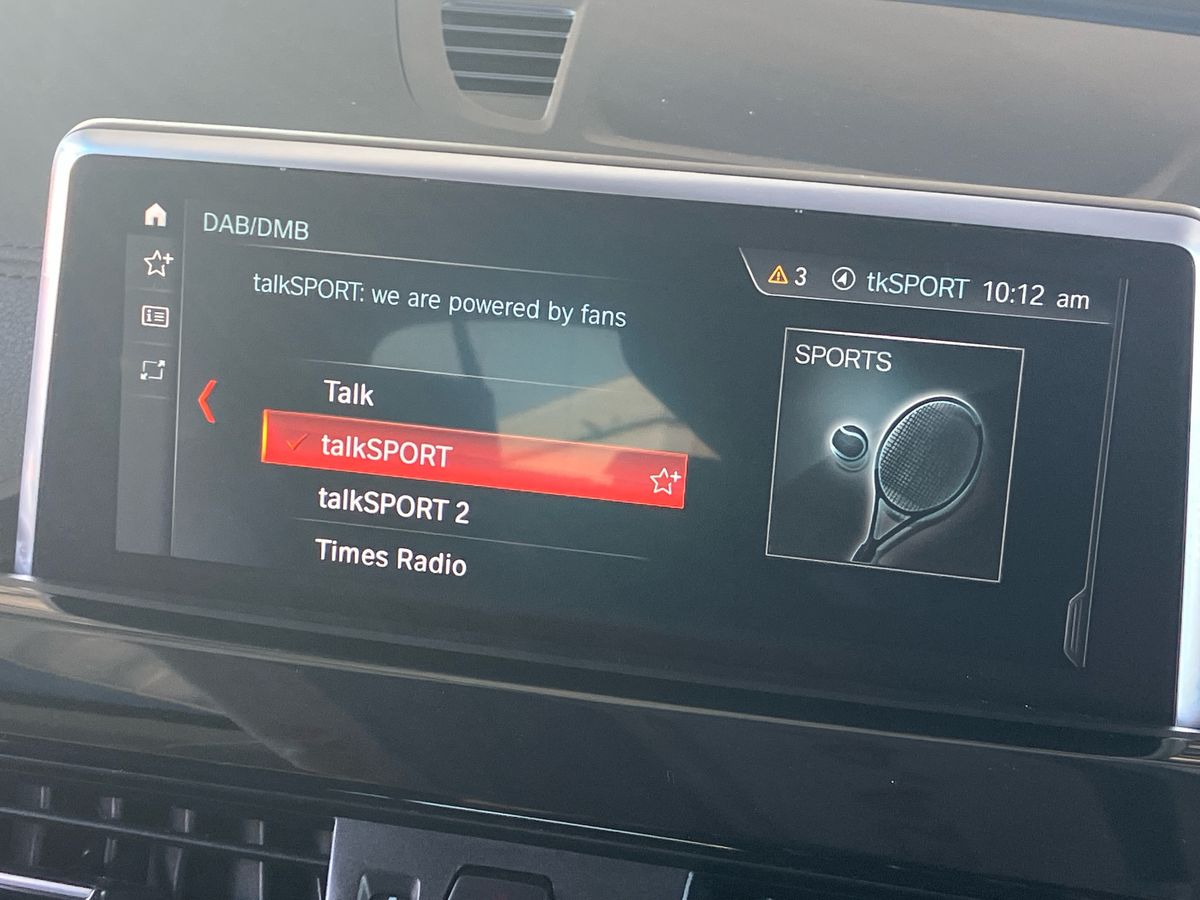 DAB/DMB
3 tkSPORT 10:12 am
talkSPORT: we are powered by fans
Talk
talkSPORT
talkSPORT 2
Times Radio
SPORTS